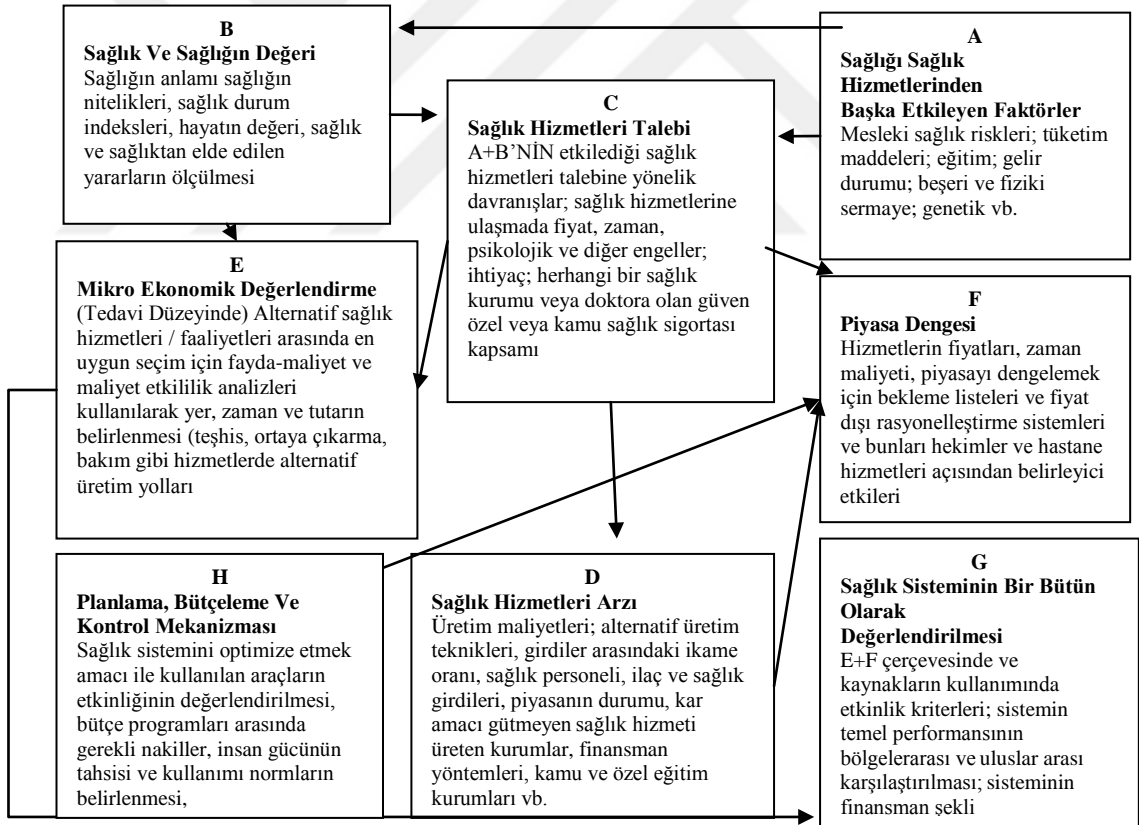 B
Sağlık Ve Sağlığın Değeri
Sağlığın anlamı sağlığın
nitelikleri, sağlık durum
indeksleri, hayatın değeri, sağlık
ve sağlıktan elde edilen
yararların ölçülmesi
A
Sağlığı Sağlık
Hizmetlerinden
Başka Etkileyen Faktörler
Mesleki sağlık riskleri; tüketim
maddeleri; eğitim; gelir
durumu; beşeri ve fiziki
sermaye; genetik vb.
C
Sağlık Hizmetleri Talebi
A+B’NİN etkilediği sağlık
hizmetleri talebine yönelik
davranışlar; sağlık hizmetlerine
ulaşmada fiyat, zaman,
psikolojik ve diğer engeller;
ihtiyaç; herhangi bir sağlık
kurumu veya doktora olan güven
özel veya kamu sağlık sigortası
kapsamı
E
Mikro Ekonomik Değerlendirme
(Tedavi Düzeyinde) Alternatif sağlık
hizmetleri / faaliyetleri arasında en
uygun seçim için fayda-maliyet ve
maliyet etkililik analizleri
kullanılarak yer, zaman ve tutarın
belirlenmesi (teşhis, ortaya çıkarma,
bakım gibi hizmetlerde alternatif
üretim yolları
F
Piyasa Dengesi
Hizmetlerin fiyatları, zaman
maliyeti, piyasayı dengelemek
için bekleme listeleri ve fiyat
dışı rasyonelleştirme sistemleri
ve bunları hekimler ve hastane
hizmetleri açısından belirleyici
etkileri
H
Planlama, Bütçeleme Ve
Kontrol Mekanizması
Sağlık sistemini optimize etmek
amacı ile kullanılan araçların
etkinliğinin değerlendirilmesi,
bütçe programları arasında
gerekli nakiller, insan gücünün
tahsisi ve kullanımı normların
belirlenmesi,
D
Sağlık Hizmetleri Arzı
Üretim maliyetleri; alternatif üretim
teknikleri, girdiler arasındaki ikame
oranı, sağlık personeli, ilaç ve sağlık
girdileri, piyasanın durumu, kar
amacı gütmeyen sağlık hizmeti
üreten kurumlar, finansman
yöntemleri, kamu ve özel eğitim
kurumları vb.
G
Sağlık Sisteminin Bir Bütün
Olarak
Değerlendirilmesi
E+F çerçevesinde ve
kaynakların kullanımında
etkinlik kriterleri; sistemin
temel performansının
bölgelerarası ve uluslar arası
karşılaştırılması; sisteminin
finansman şekli